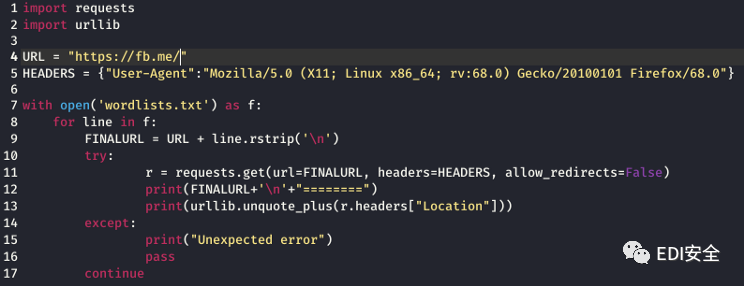 1 import requests
2 import urllib
3
4 URL = "https://fb.me/"
5 HEADERS = {"User-Agent":"Mozilla/5.0 (X11; Linux x86_64; rv:68.0) Gecko/20100101 Firefox/68.0"}
6
7 with open('wordlists.txt') as f:
8     for line in f:
9         FINALURL = URL + line.rstrip('\n')
10         try:
11                 r = requests.get(url=FINALURL, headers=HEADERS, allow_redirects=False)
12                 print(FINALURL+'\n'+"========")
13                 print(urllib.unquote_plus(r.headers["Location"]))
14         except:
15                 print("Unexpected error")
16                 pass
17         continue
EDI安全